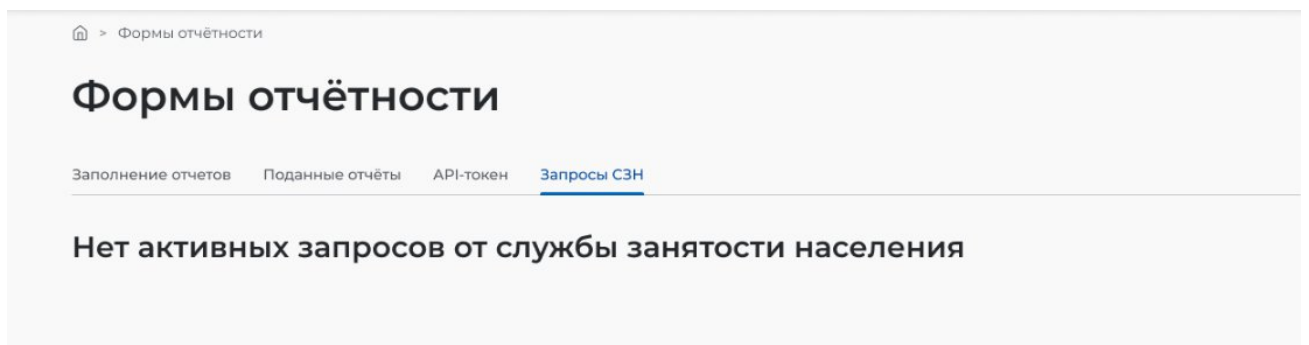 > Формы отчётности
Формы отчётности
Заполнение отчетов Поданные отчёты API-токен Запросы СЗН
Нет активных запросов от службы занятости населения